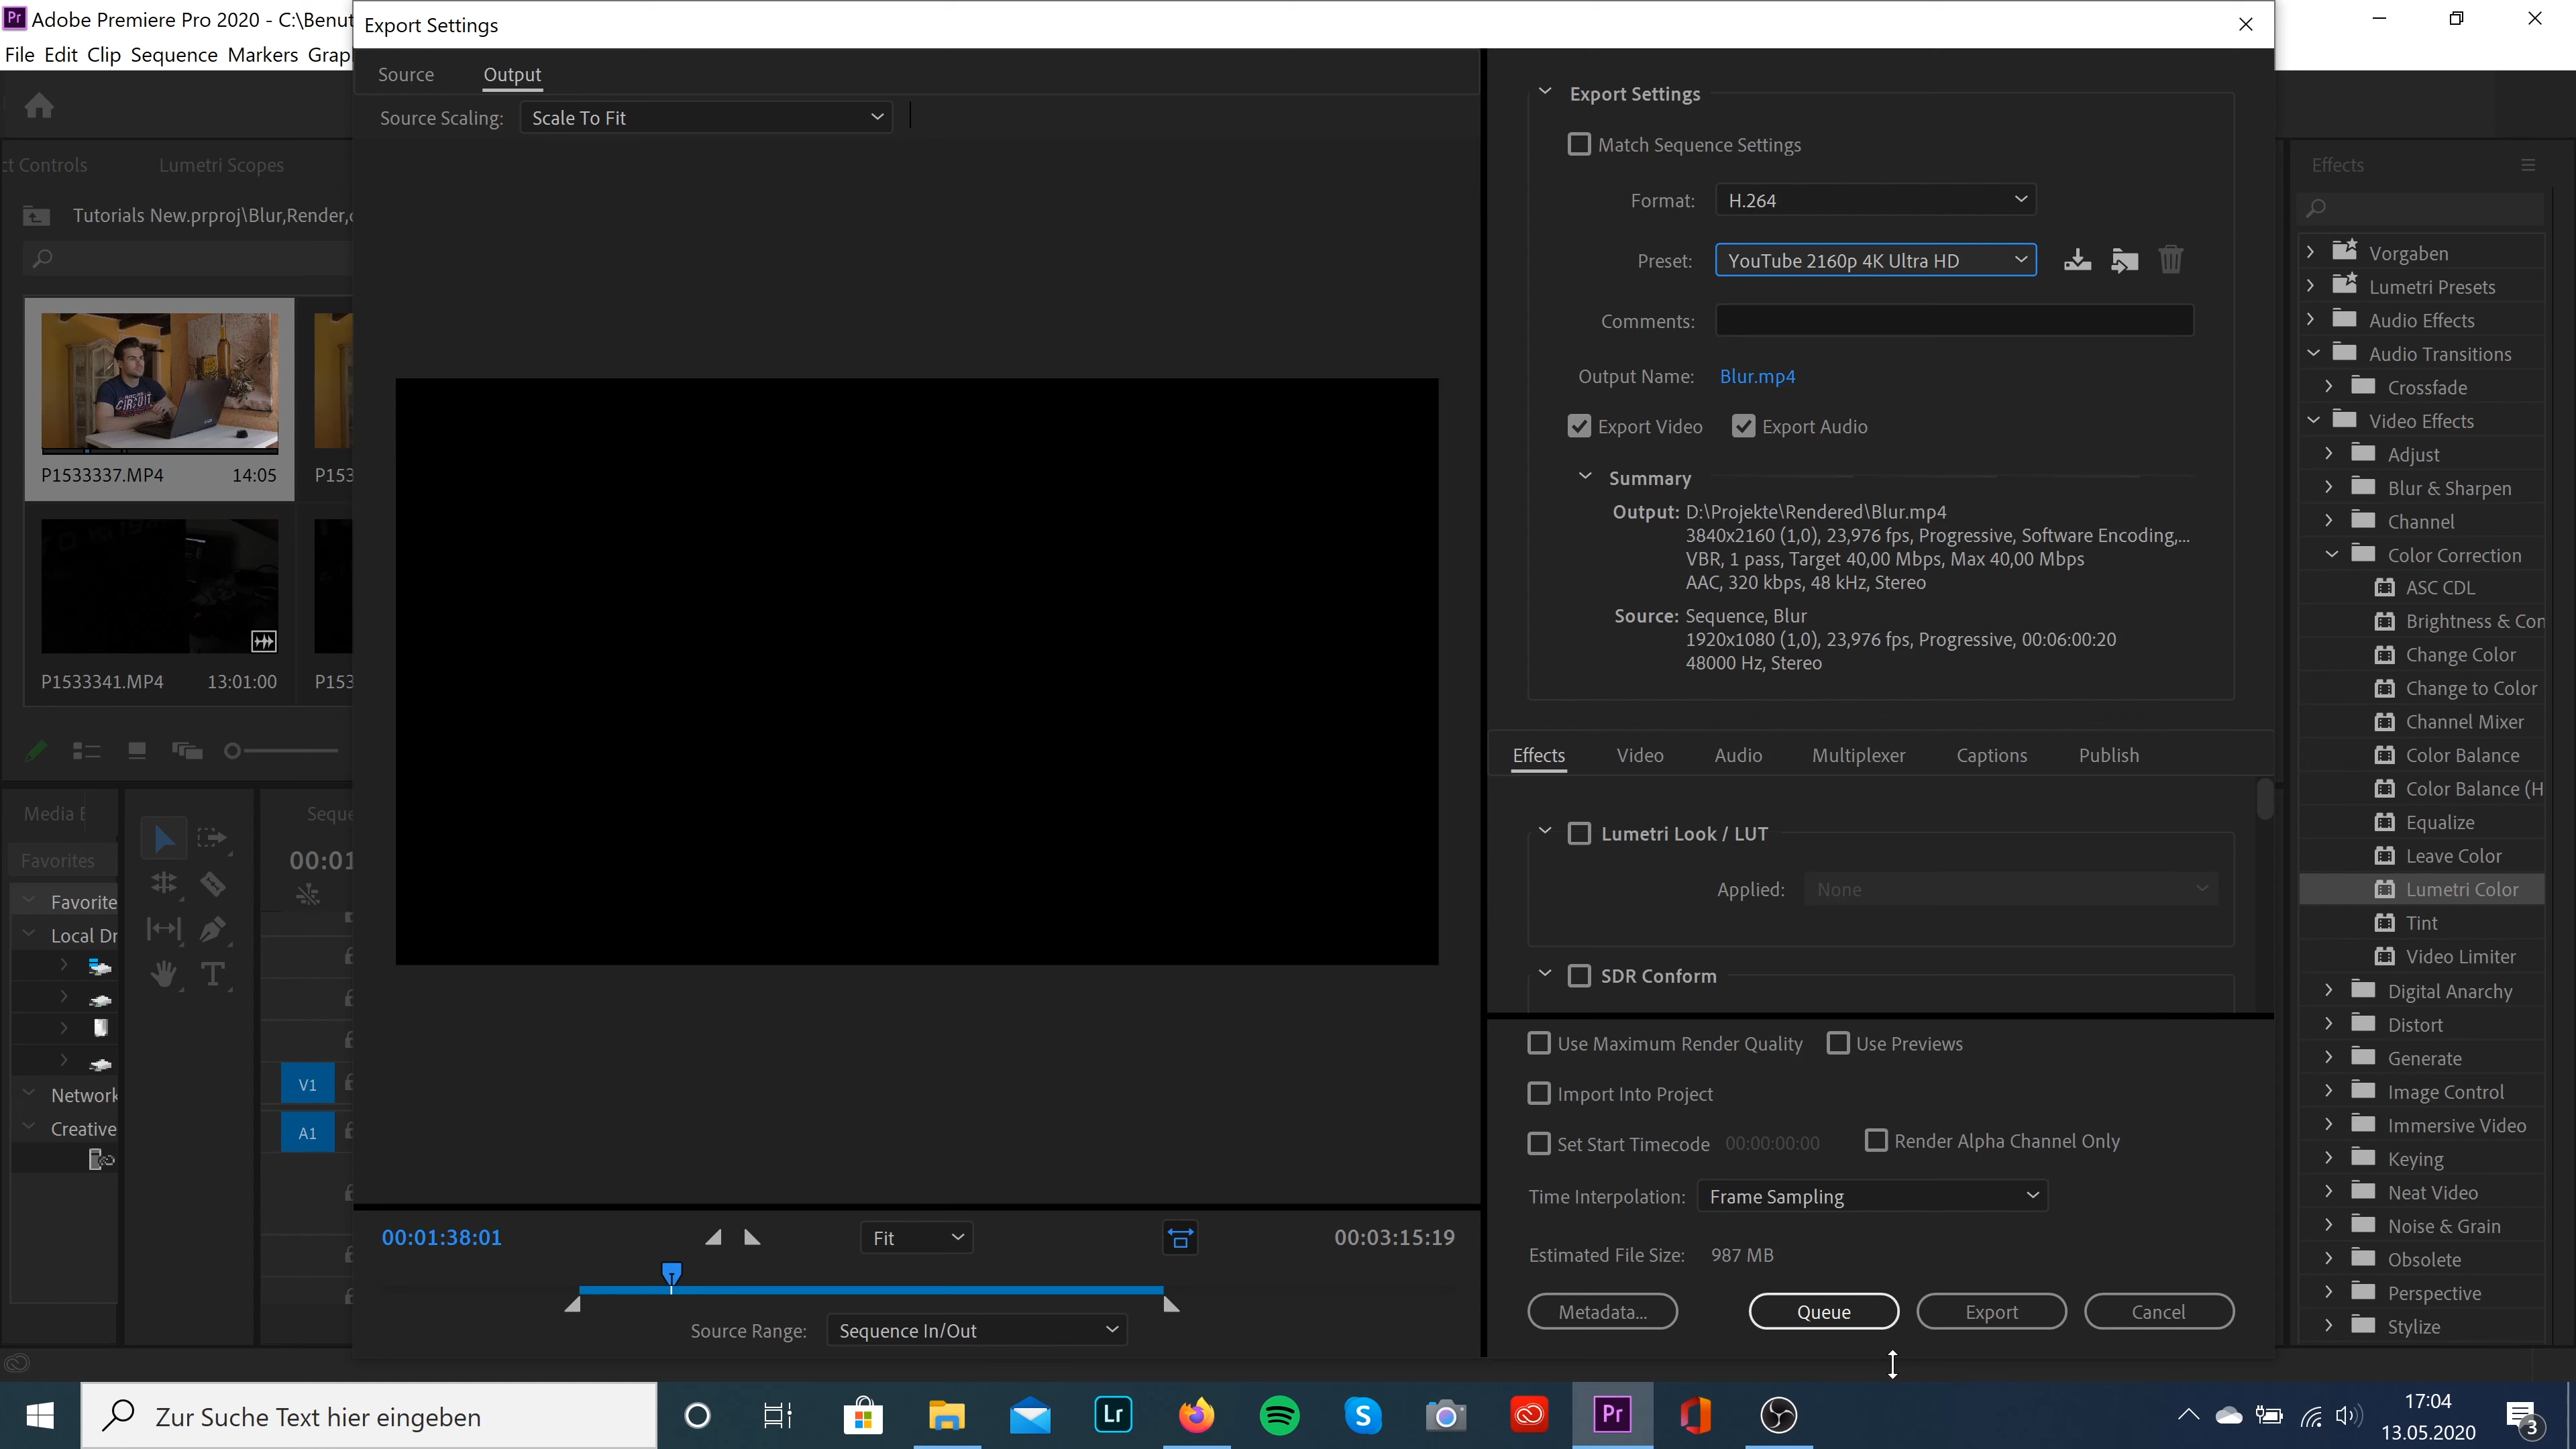 Pr Adobe Premiere Pro 2020 - C:\Benut
File Edit Clip Sequence Markers Grap
Export Settings
Source Output
Source Scaling: Scale To Fit
ct Controls Lumetri Scopes
Tutorials New.prproj\Blur,Render,c
P1533337.MP4 14:05 P153
P1533341.MP4 13:01:00 P153
Media Seque
Favorites 00:01
Favorite
Local Dr
Network
Creative
V1
A1
00:01:38:01 Fit 00:03:15:19
Source Range: Sequence In/Out
Export Settings
Match Sequence Settings
Format: H.264
Preset: YouTube 2160p 4K Ultra HD
Comments:
Output Name: Blur.mp4
Export Video Export Audio
Summary
Output: D:\Projekte\Rendered\Blur.mp4
3840x2160 (1,0), 23,976 fps, Progressive, Software Encoding,...
VBR, 1 pass, Target 40,00 Mbps, Max 40,00 Mbps
AAC, 320 kbps, 48 kHz, Stereo
Source: Sequence, Blur
1920x1080 (1,0), 23,976 fps, Progressive, 00:06:00:20
48000 Hz, Stereo
Effects Video Audio Multiplexer Captions Publish
Lumetri Look / LUT
Applied: None
SDR Conform
Use Maximum Render Quality Use Previews
Import Into Project
Set Start Timecode 00:00:00:00 Render Alpha Channel Only
Time Interpolation: Frame Sampling
Estimated File Size: 987 MB
Metadata... Queue Export Cancel
Effects
Vorgaben
Lumetri Presets
Audio Effects
Audio Transitions
Crossfade
Video Effects
Adjust
Blur & Sharpen
Channel
Color Correction
ASC CDL
Brightness & Con
Change Color
Change to Color
Channel Mixer
Color Balance
Color Balance (H
Equalize
Leave Color
Lumetri Color
Tint
Video Limiter
Digital Anarchy
Distort
Generate
Image Control
Immersive Video
Keying
Neat Video
Noise & Grain
Obsolete
Perspective
Stylize
Zur Suche Text hier eingeben
Lr
S
Pr
17:04
13.05.2020
3